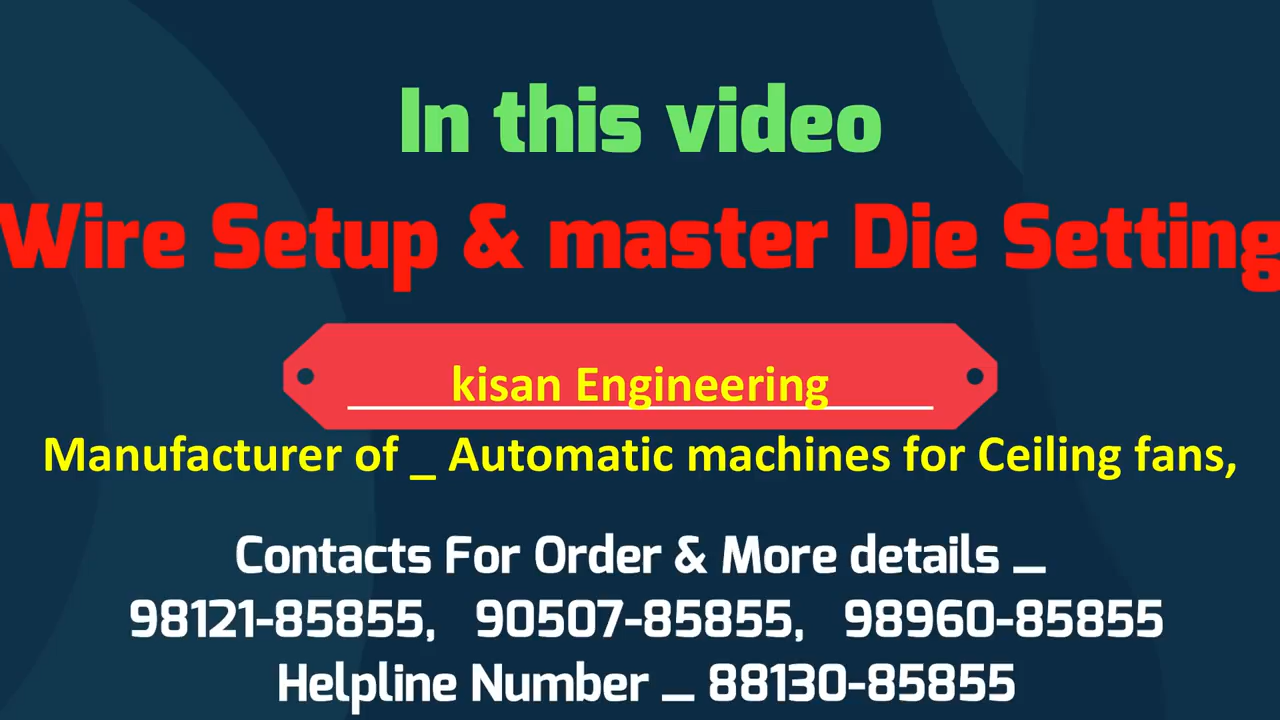 In this video
Wire Setup & master Die Setting
kisan Engineering
Manufacturer of _ Automatic machines for Ceiling fans,
Contacts For Order & More details _
98121-85855, 90507-85855, 98960-85855
Helpline Number _ 88130-85855